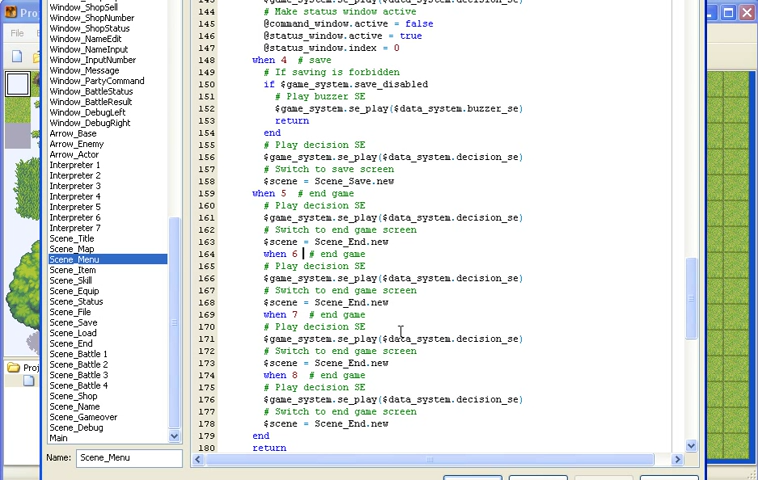 Pro
File
Window_ShopSell
Window_ShopNumber
Window_ShopStatus
Window_NameEdit
Window_NameInput
Window_InputNumber
Window_Message
Window_PartyCommand
Window_BattleStatus
Window_BattleResult
Window_DebugLeft
Window_DebugRight
Arrow_Base
Arrow_Enemy
Arrow_Actor
Interpreter 1
Interpreter 2
Interpreter 3
Interpreter 4
Interpreter 5
Interpreter 6
Interpreter 7
Scene_Title
Scene_Map
Scene_Menu
Scene_Item
Scene_Skill
Scene_Equip
Scene_Status
Scene_File
Scene_Save
Scene_Load
Scene_End
Scene_Battle 1
Scene_Battle 2
Scene_Battle 3
Scene_Battle 4
Scene_Shop
Scene_Name
Scene_Gameover
Scene_Debug
Main
Proj
Name: Scene_Menu
143 $game_system.se_play($data_system.decision_se)
144 # Make status window active
145 @command_window.active = false
146 @status_window.active = true
147 @status_window.index = 0
148 when 4 # save
149 # If saving is forbidden
150 if $game_system.save_disabled
151 # Play buzzer SE
152 $game_system.se_play($data_system.buzzer_se)
153 return
154 end
155 # Play decision SE
156 $game_system.se_play($data_system.decision_se)
157 # Switch to save screen
158 $scene = Scene_Save.new
159 when 5 # end game
160 # Play decision SE
161 $game_system.se_play($data_system.decision_se)
162 # Switch to end game screen
163 $scene = Scene_End.new
164 when 6 # end game
165 # Play decision SE
166 $game_system.se_play($data_system.decision_se)
167 # Switch to end game screen
168 $scene = Scene_End.new
169 when 7 # end game
170 # Play decision SE
171 $game_system.se_play($data_system.decision_se)
172 # Switch to end game screen
173 $scene = Scene_End.new
174 when 8 # end game
175 # Play decision SE
176 $game_system.se_play($data_system.decision_se)
177 # Switch to end game screen
178 $scene = Scene_End.new
179 end
180 return